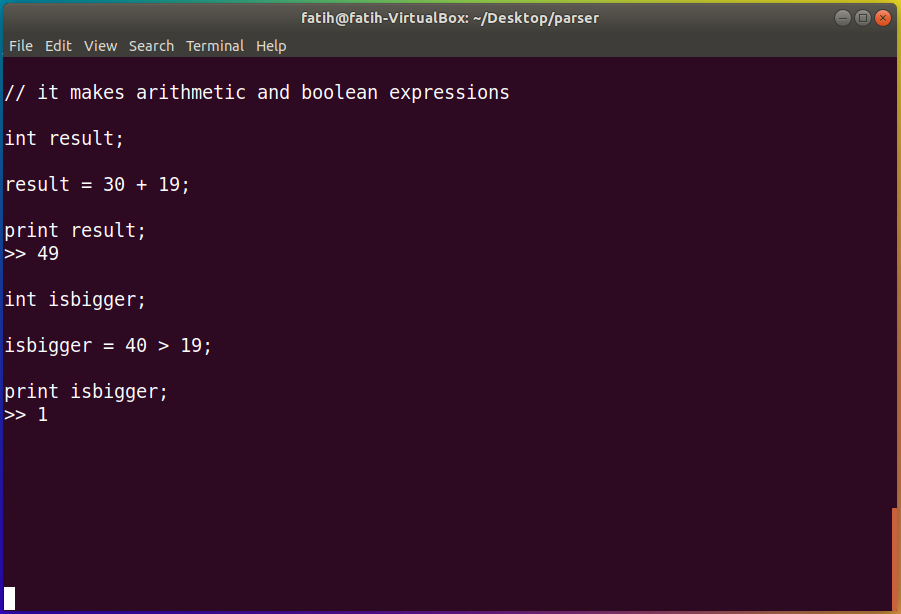 fatih@fatih-VirtualBox: ~/Desktop/parser
File Edit View Search Terminal Help
// it makes arithmetic and boolean expressions
int result;
result = 30 + 19;
print result;
>> 49
int isbigger;
isbigger = 40 > 19;
print isbigger;
>> 1